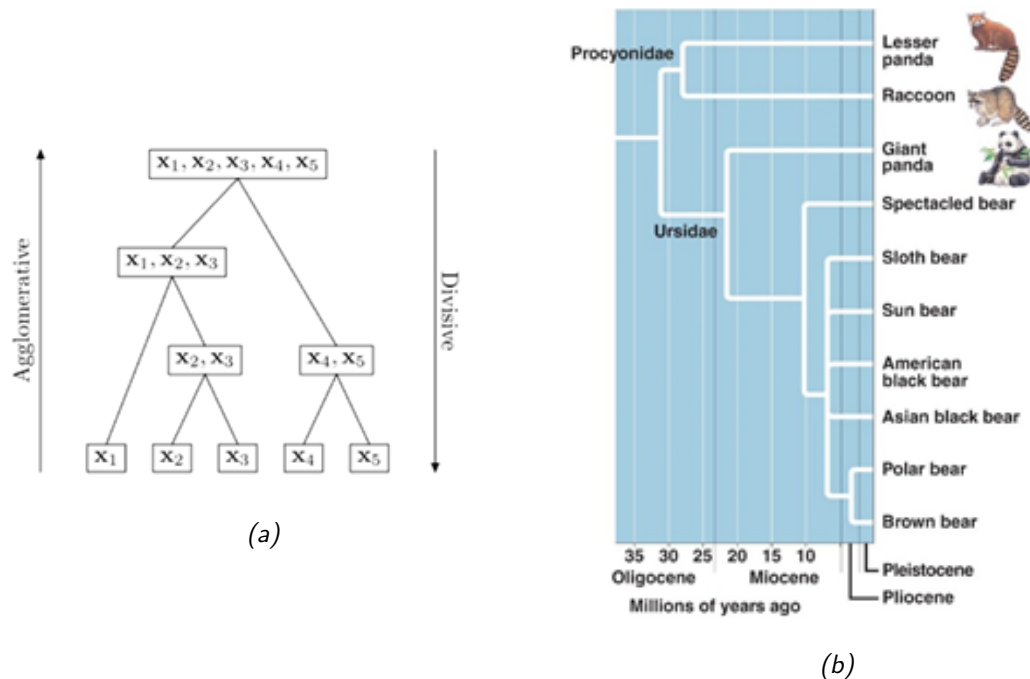 Agglomerative
x₁, x₂, x₃, x₄, x₅
x₁, x₂, x₃
x₂, x₃
x₄, x₅
x₁
x₂
x₃
x₄
x₅
Divisive
(a)
Procyonidae
Ursidae
Lesser
panda
Raccoon
Giant
panda
Spectacled bear
Sloth bear
Sun bear
American
black bear
Asian black bear
Polar bear
Brown bear
35 30 25 20 15 10
Oligocene Miocene
Pleistocene
Pliocene
Millions of years ago
(b)